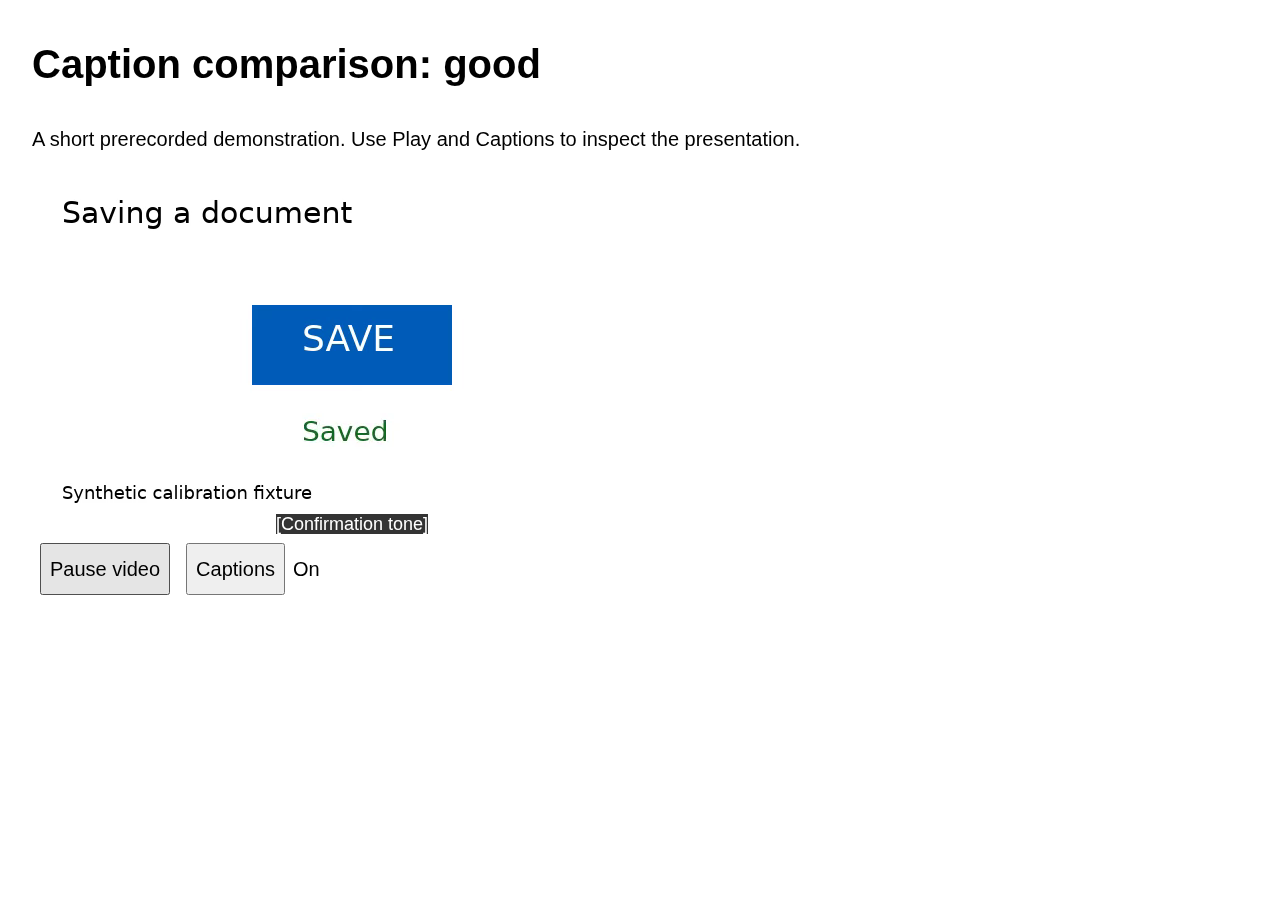 Caption comparison: good
A short prerecorded demonstration. Use Play and Captions to inspect the presentation.
Saving a document
SAVE
Saved
Synthetic calibration fixture
[Confirmation tone]
Pause video Captions On